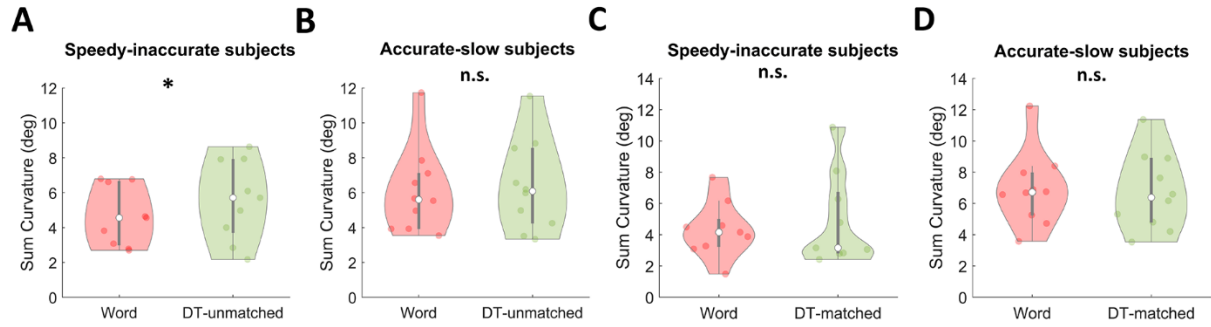 A
Speedy-inaccurate subjects
*
Sum Curvature (deg)
12
10
8
6
4
2
0
Word
DT-unmatched
B
Accurate-slow subjects
n.s.
Sum Curvature (deg)
12
10
8
6
4
2
0
Word
DT-unmatched
C
Speedy-inaccurate subjects
n.s.
Sum Curvature (deg)
14
12
10
8
6
4
2
0
Word
DT-matched
D
Accurate-slow subjects
n.s.
Sum Curvature (deg)
14
12
10
8
6
4
2
0
Word
DT-matched